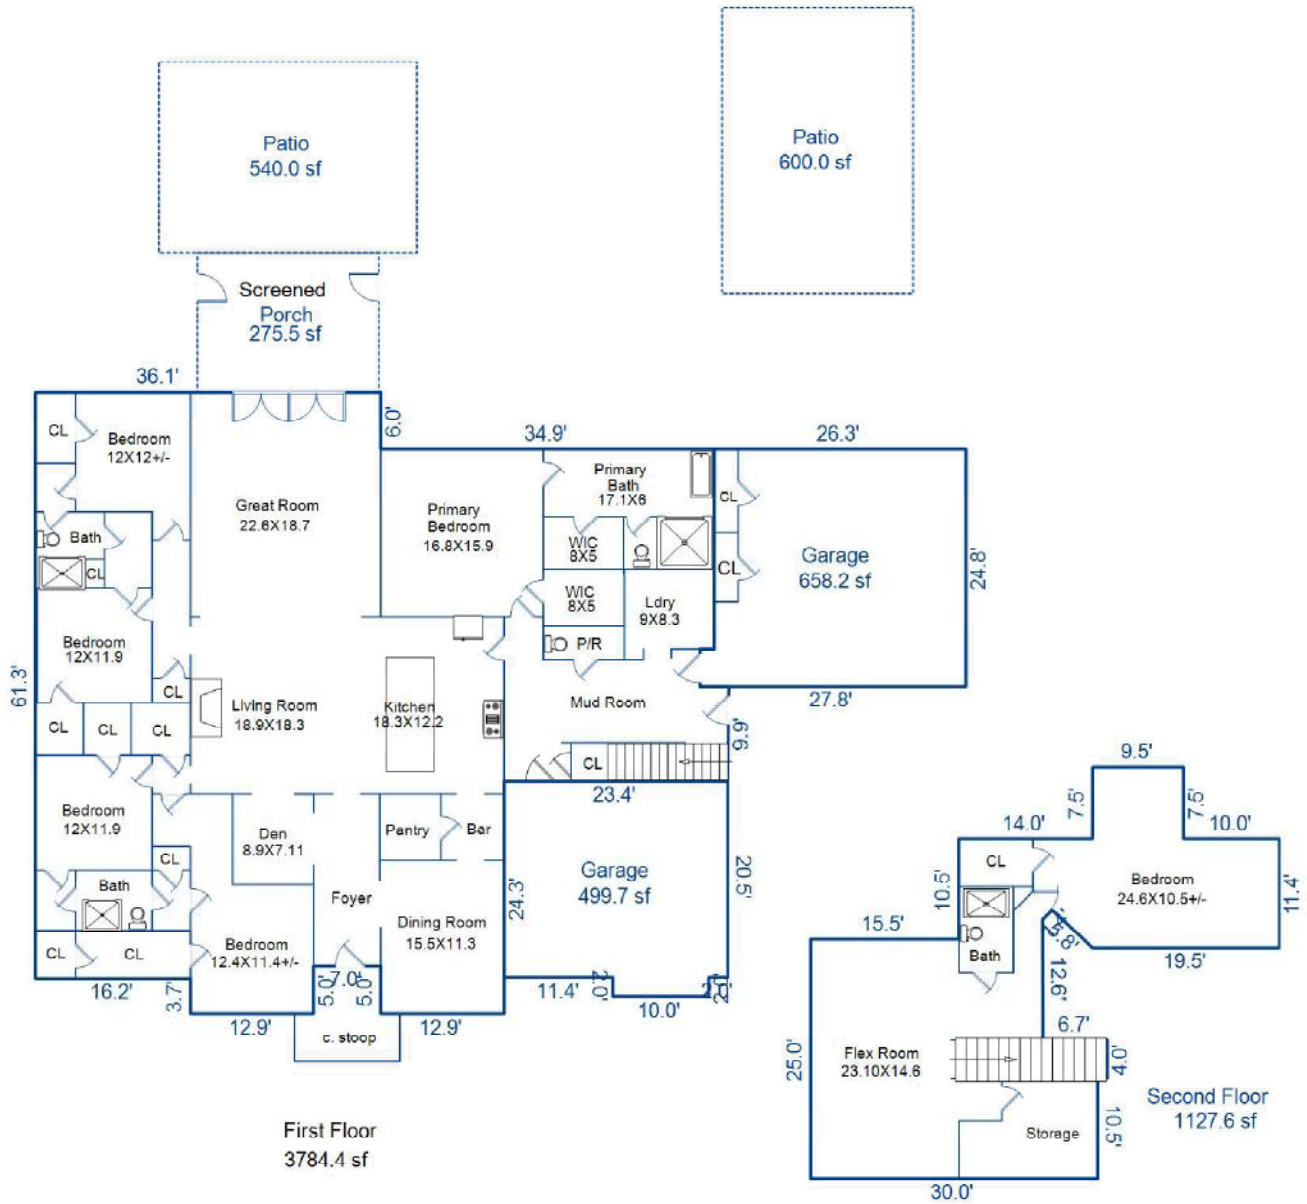 Patio
540.0 sf
Patio
600.0 sf
Screened
Porch
275.5 sf
36.1'
6.0'
34.9'
26.3'
CL
Bedroom
12X12+/-
Great Room
22.6X18.7
Primary
Bedroom
16.8X15.9
Primary
Bath
17.1X6
CL
Bath
CL
WIC
8X5
CL
Garage
658.2 sf
24.8'
WIC
8X5
Ldry
9X8.3
P/R
Bedroom
12X11.9
61.3'
CL
Living Room
18.9X18.3
Kitchen
18.3X12.2
Mud Room
27.8'
CL
CL
CL
9.9'
CL
23.4'
Bedroom
12X11.9
Den
8.9X7.11
Pantry
Bar
CL
Garage
499.7 sf
20.5'
24.3'
Bath
Foyer
Dining Room
15.5X11.3
CL
CL
Bedroom
12.4X11.4+/-
16.2'
3.7'
5.0'
7.0'
5.0'
11.4'
2.0'
10.0'
2.0'
12.9'
12.9'
c. stoop
First Floor
3784.4 sf
9.5'
7.5'
7.5'
14.0'
10.0'
CL
10.5'
Bedroom
24.6X10.5+/-
11.4'
15.5'
5.8'
Bath
19.5'
12.6'
6.7'
25.0'
Flex Room
23.10X14.6
4.0'
Second Floor
1127.6 sf
10.5'
Storage
30.0'